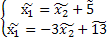 {x̃₁ = x̃₂ + 5̃
x̃₁ = −3x̃₂ + 1̃3̃